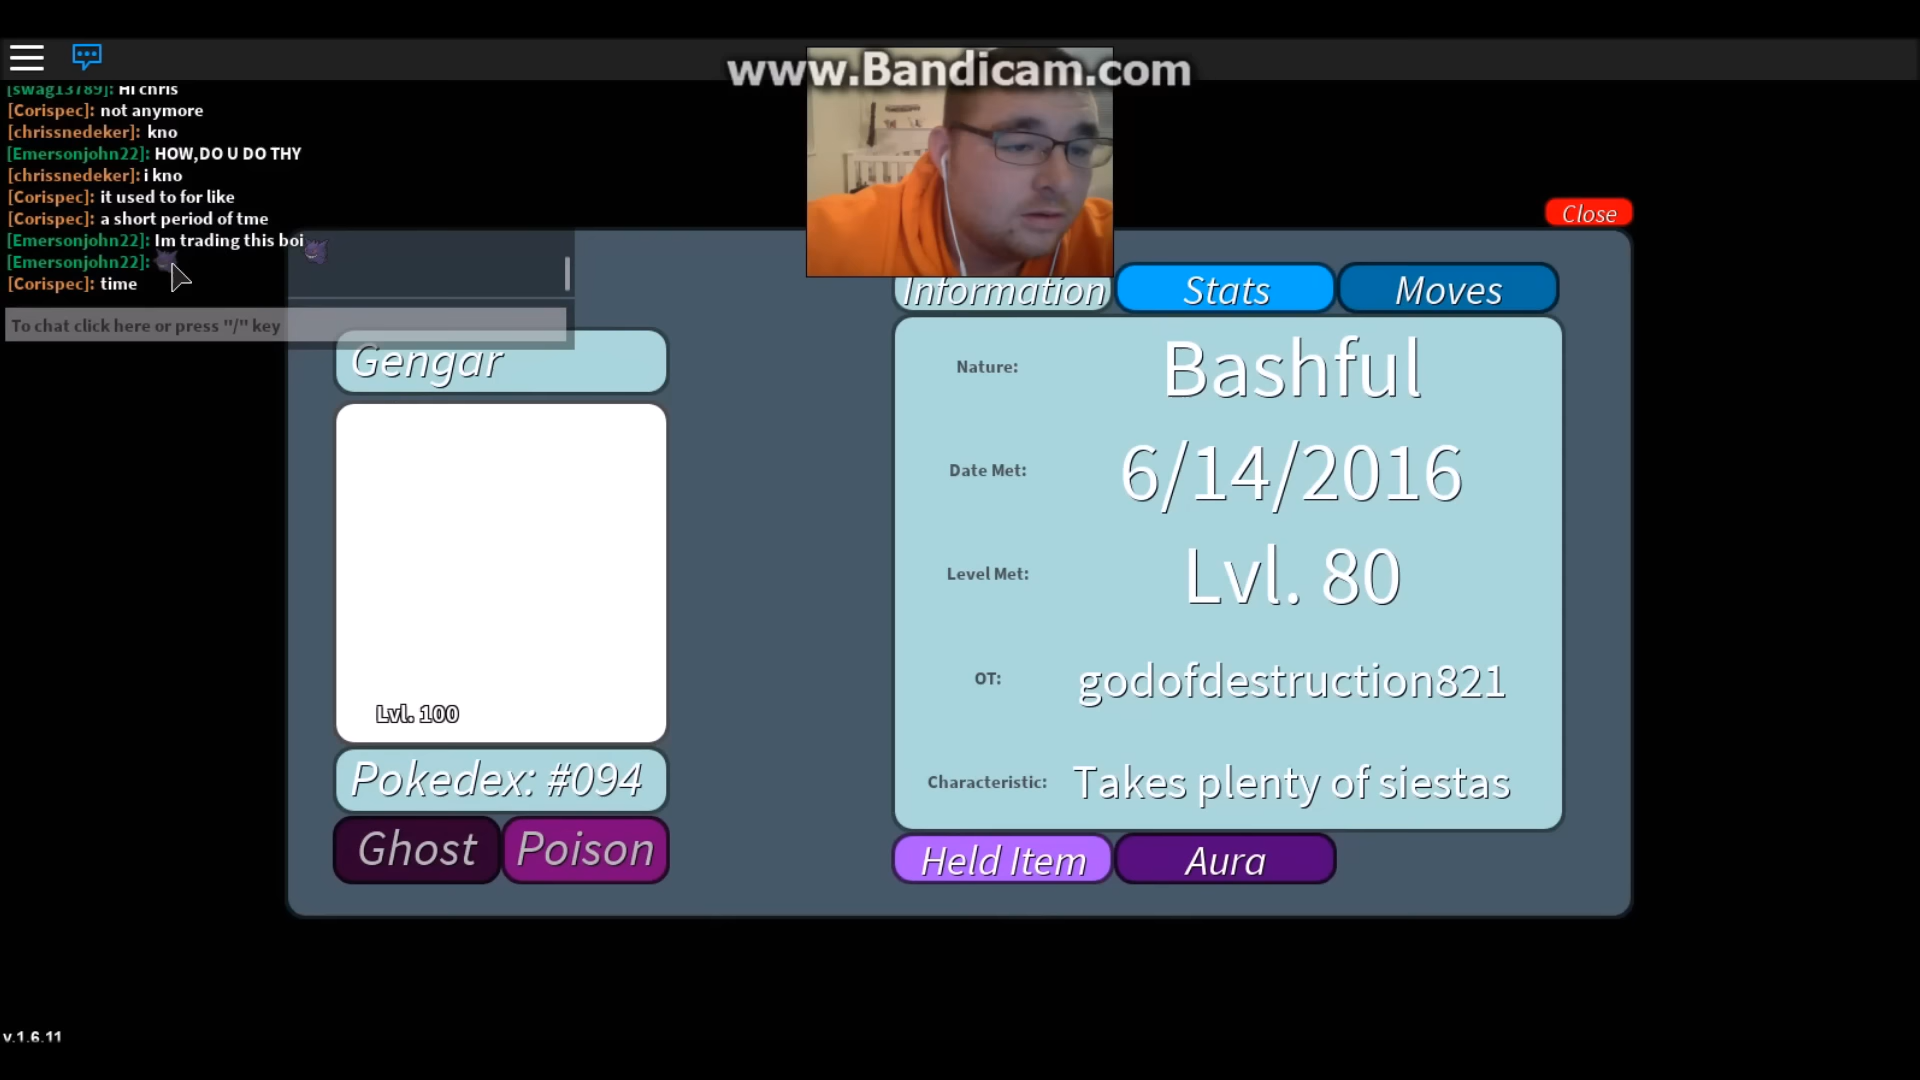 www.Bandicam.com
[swag13789]: Hi chris
[Corispec]: not anymore
[chrissnedeker]: kno
[Emersonjohn22]: HOW,DO U DO THY
[chrissnedeker]: i kno
[Corispec]: it used to for like
[Corispec]: a short period of tme
[Emersonjohn22]: Im trading this boi
[Emersonjohn22]:
[Corispec]: time
To chat click here or press "/" key
Close
Information Stats Moves
Gengar
Lvl. 100
Pokedex: #094
Ghost Poison
Nature: Bashful
Date Met: 6/14/2016
Level Met: Lvl. 80
OT: godofdestruction821
Characteristic: Takes plenty of siestas
Held Item Aura
v.1.6.11